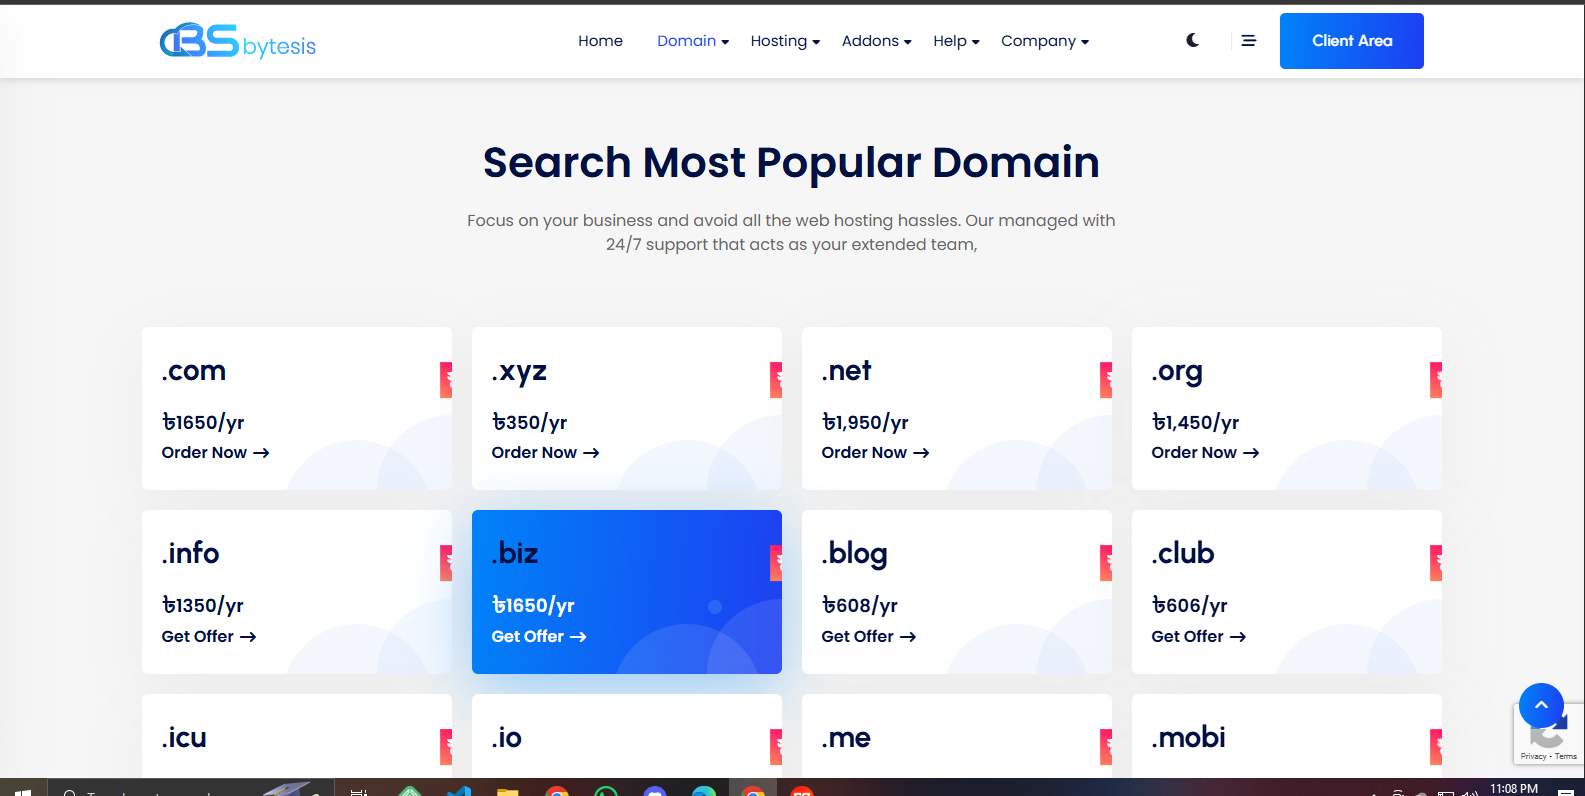 BS bytesis
Home Domain Hosting Addons Help Company Client Area
Search Most Popular Domain
Focus on your business and avoid all the web hosting hassles. Our managed with
24/7 support that acts as your extended team,
.com .xyz .net .org
৳1650/yr ৳350/yr ৳1,950/yr ৳1,450/yr
Order Now → Order Now → Order Now → Order Now →
.info .biz .blog .club
৳1350/yr ৳1650/yr ৳608/yr ৳606/yr
Get Offer → Get Offer → Get Offer → Get Offer →
.icu .io .me .mobi
Privacy - Terms
11:08 PM